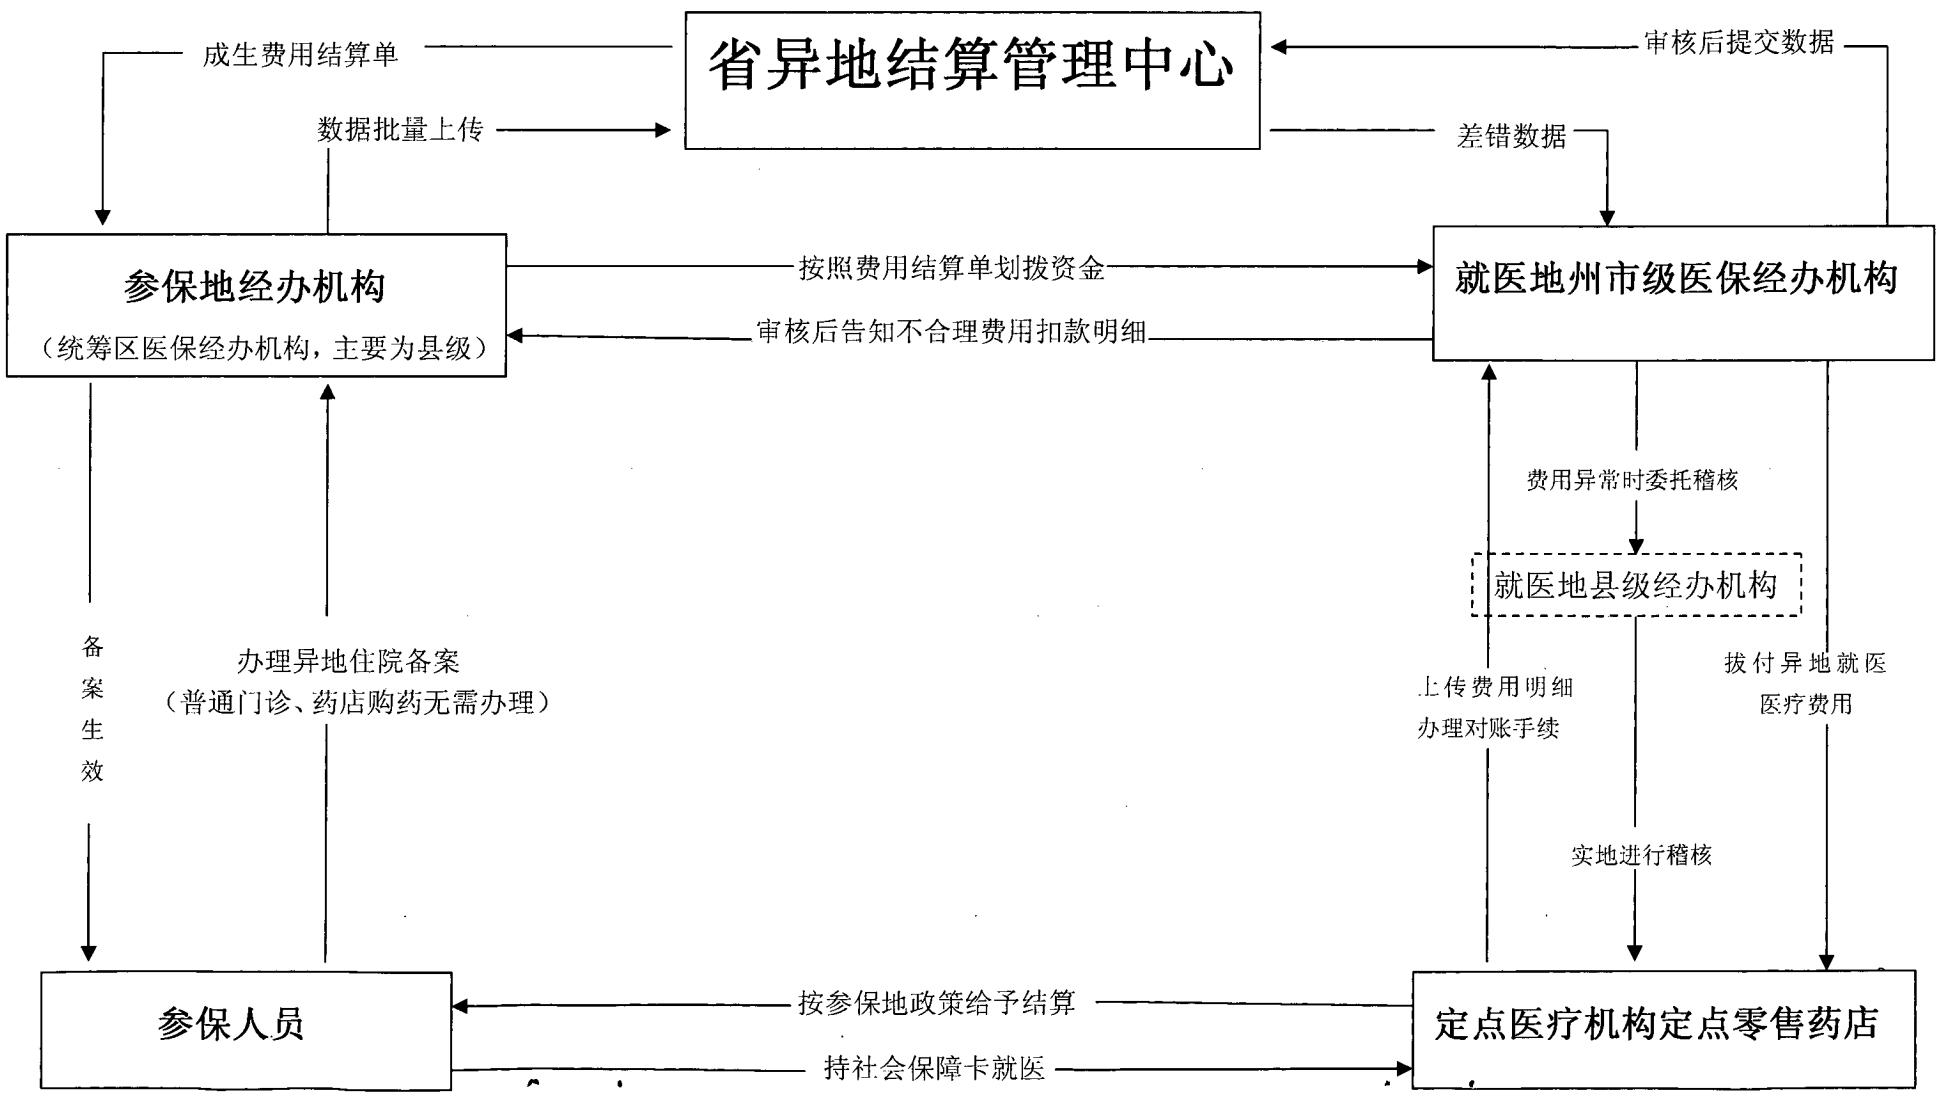 成生费用结算单
省异地结算管理中心
审核后提交数据
数据批量上传
差错数据
参保地经办机构
（统筹区医保经办机构，主要为县级）
按照费用结算单划拨资金
审核后告知不合理费用扣款明细
就医地州市级医保经办机构
费用异常时委托稽核
就医地县级经办机构
备
案
生
效
办理异地住院备案
（普通门诊、药店购药无需办理）
上传费用明细
办理对账手续
拨付异地就医
医疗费用
实地进行稽核
参保人员
按参保地政策给予结算
持社会保障卡就医
定点医疗机构定点零售药店